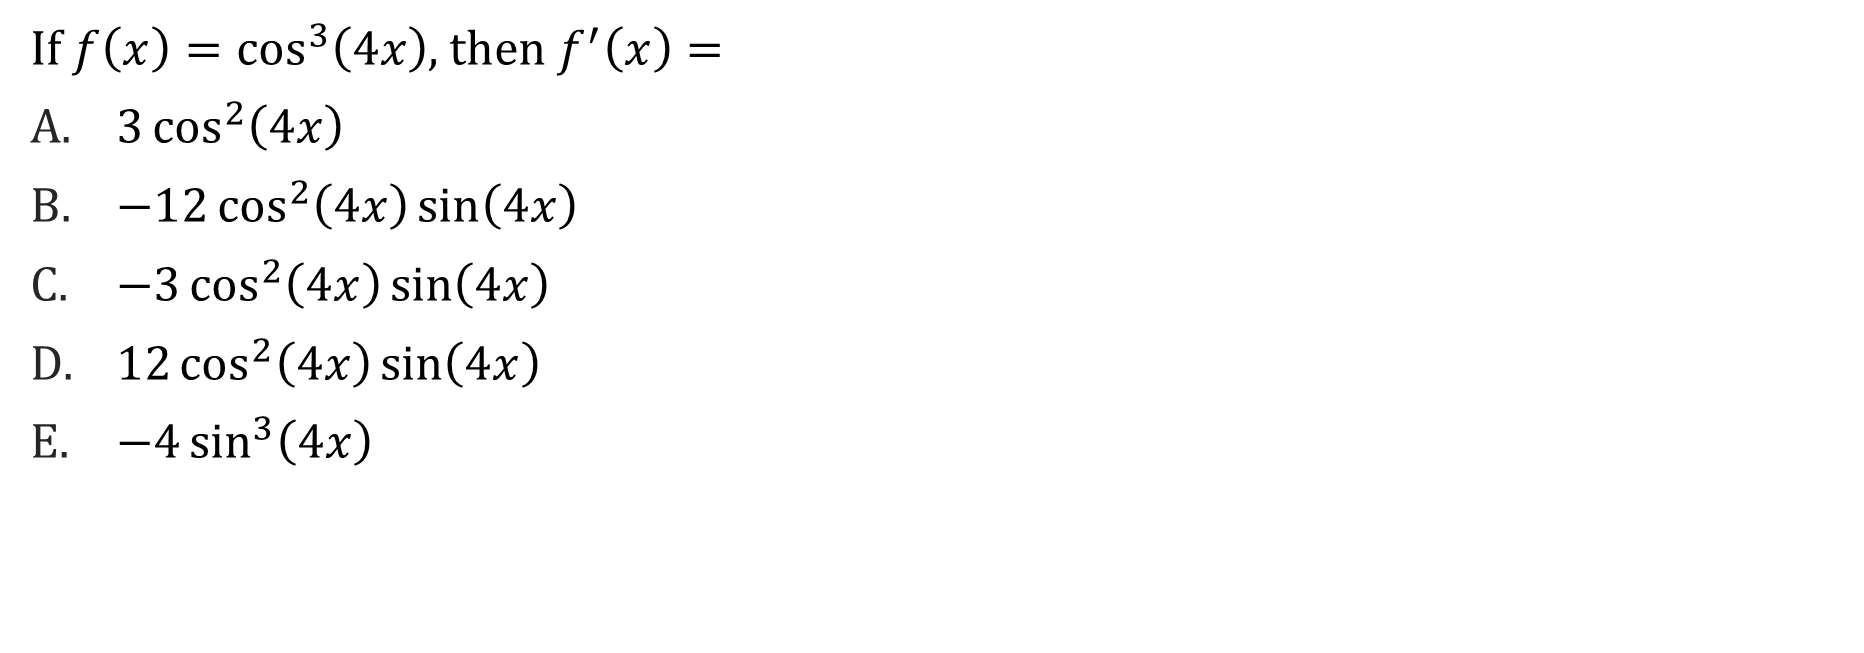 If f(x) = cos³(4x), then f′(x) =
A. 3 cos²(4x)
B. −12 cos²(4x) sin(4x)
C. −3 cos²(4x) sin(4x)
D. 12 cos²(4x) sin(4x)
E. −4 sin³(4x)